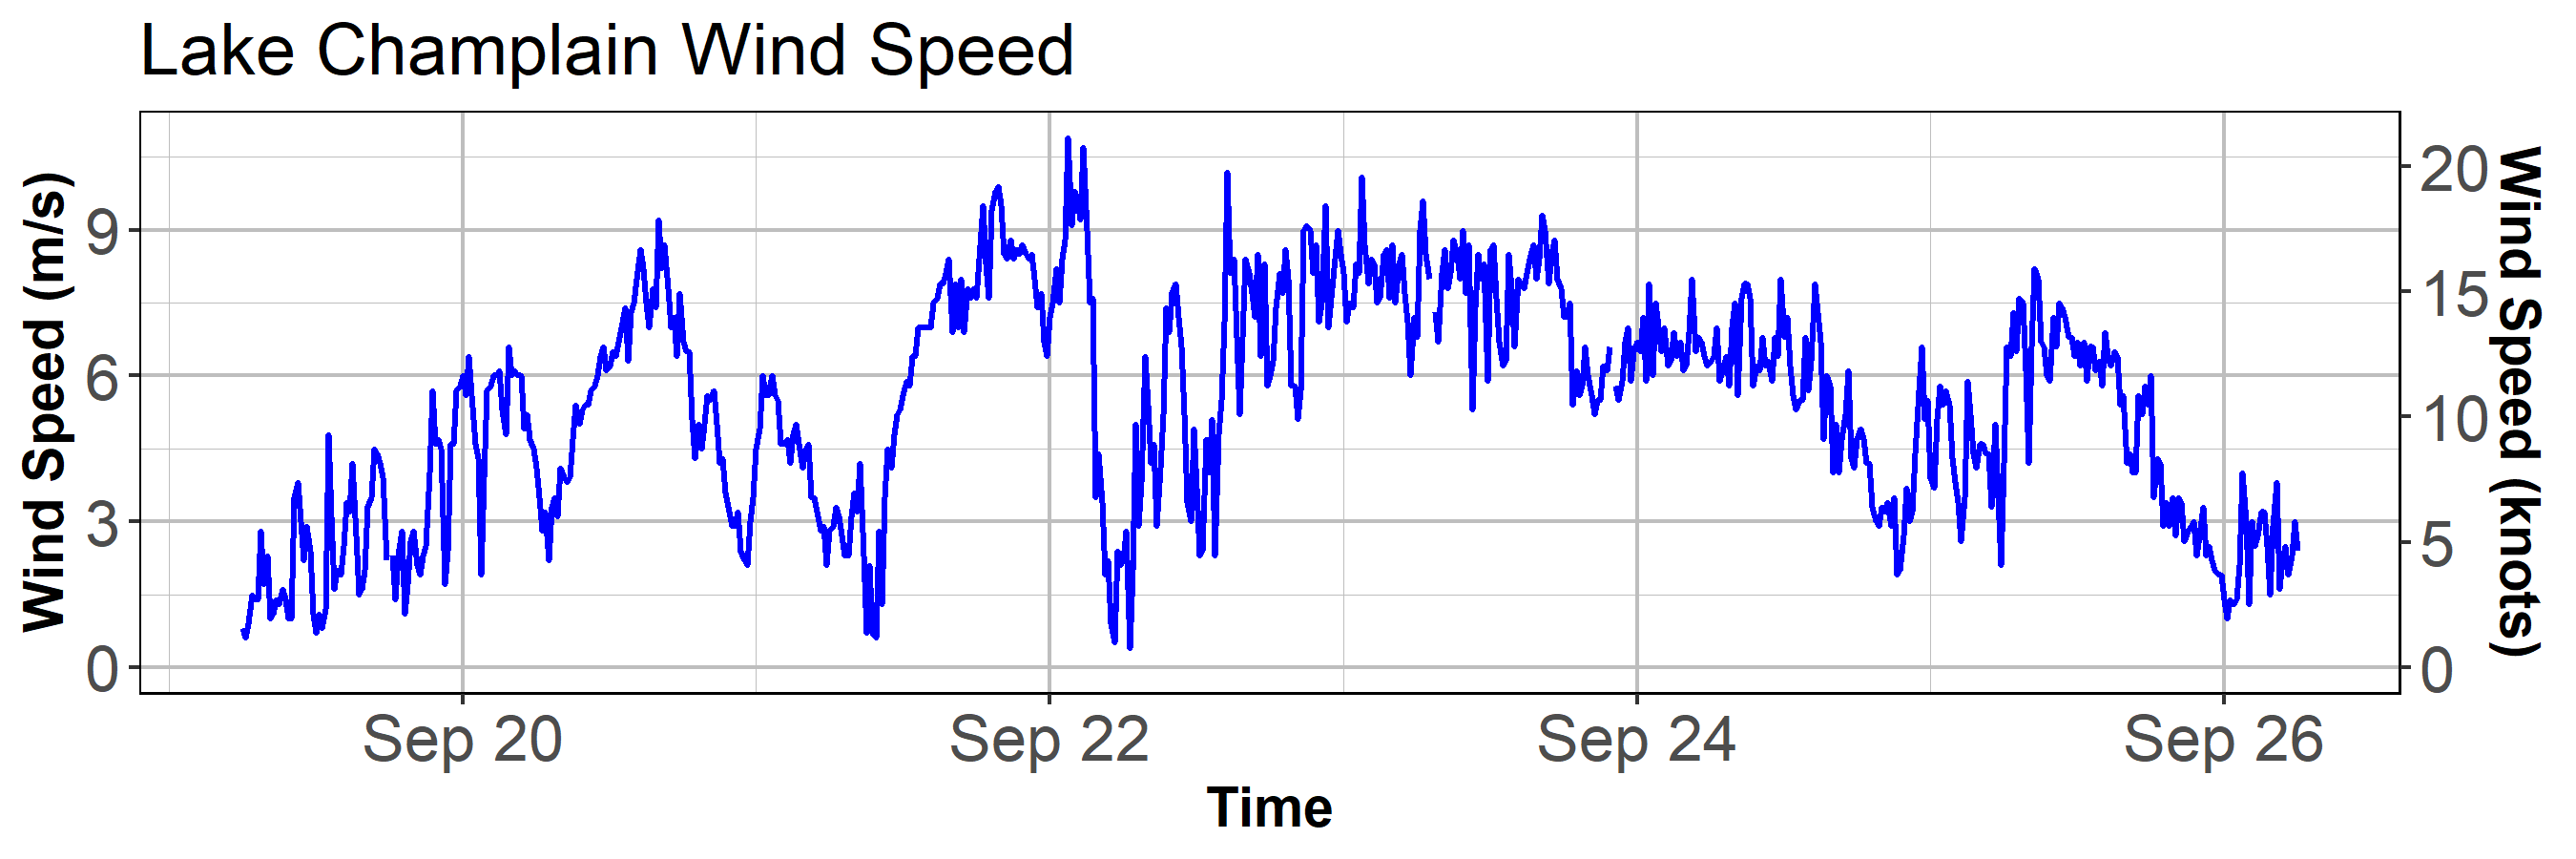 Lake Champlain Wind Speed
Wind Speed (m/s)
9
6
3
0
20
15
10
5
0
Wind Speed (knots)
Sep 20 Sep 22 Sep 24 Sep 26
Time